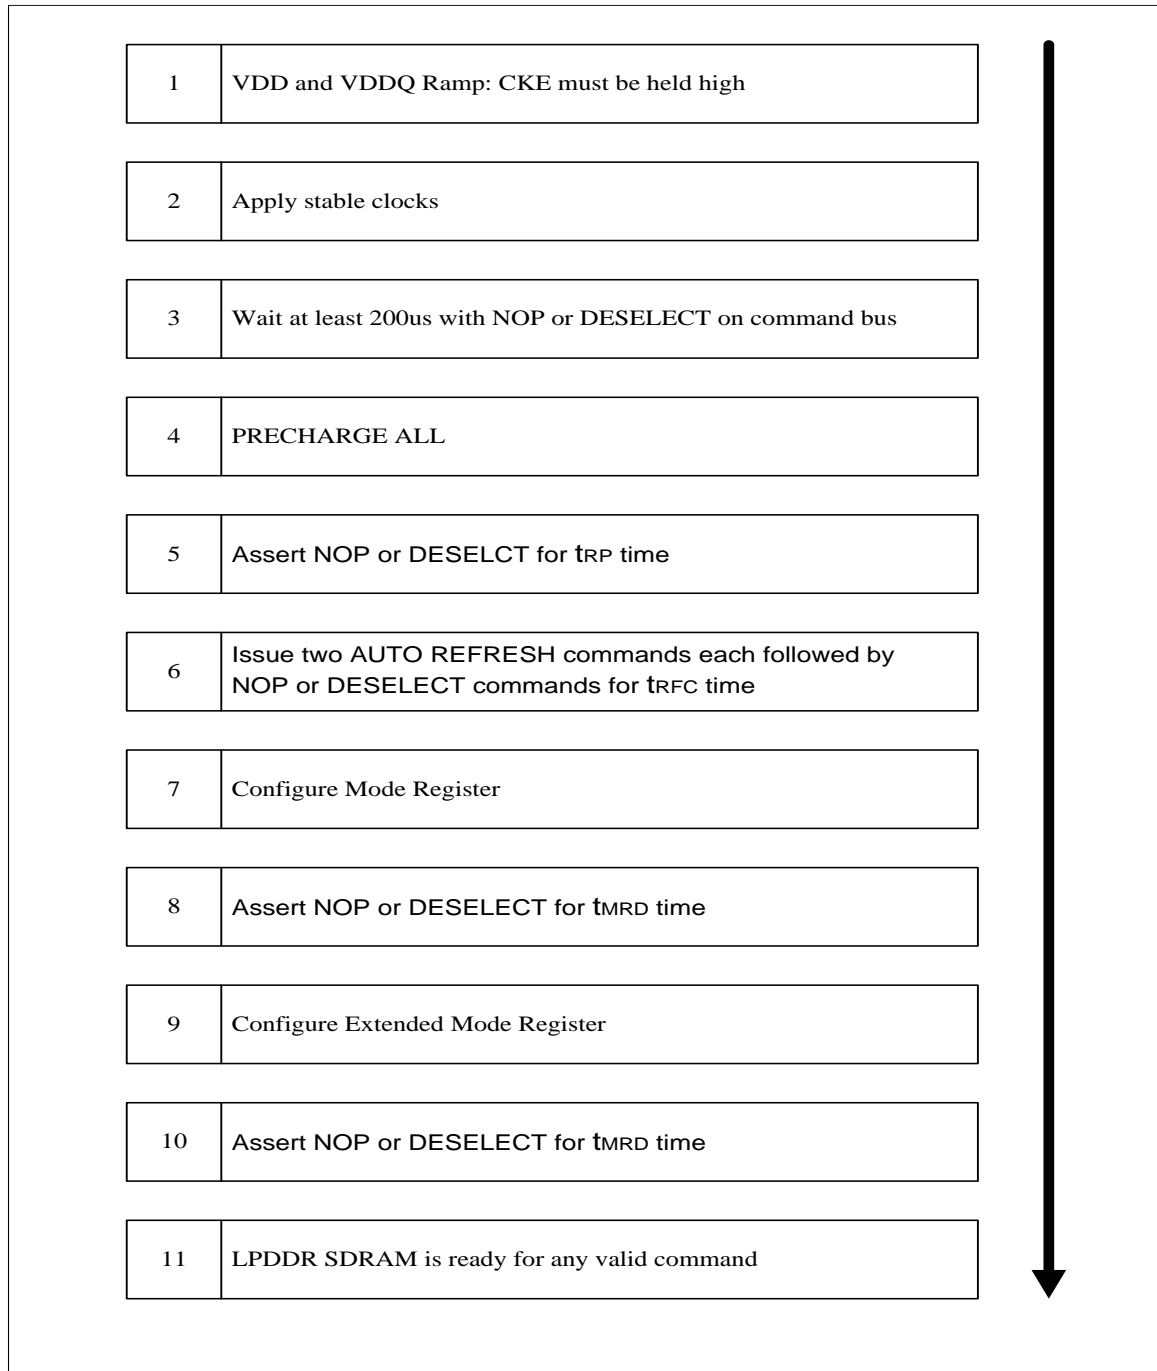 1 VDD and VDDQ Ramp: CKE must be held high
2 Apply stable clocks
3 Wait at least 200us with NOP or DESELECT on command bus
4 PRECHARGE ALL
5 Assert NOP or DESELCT for tRP time
6 Issue two AUTO REFRESH commands each followed by
NOP or DESELECT commands for tRFC time
7 Configure Mode Register
8 Assert NOP or DESELECT for tMRD time
9 Configure Extended Mode Register
10 Assert NOP or DESELECT for tMRD time
11 LPDDR SDRAM is ready for any valid command